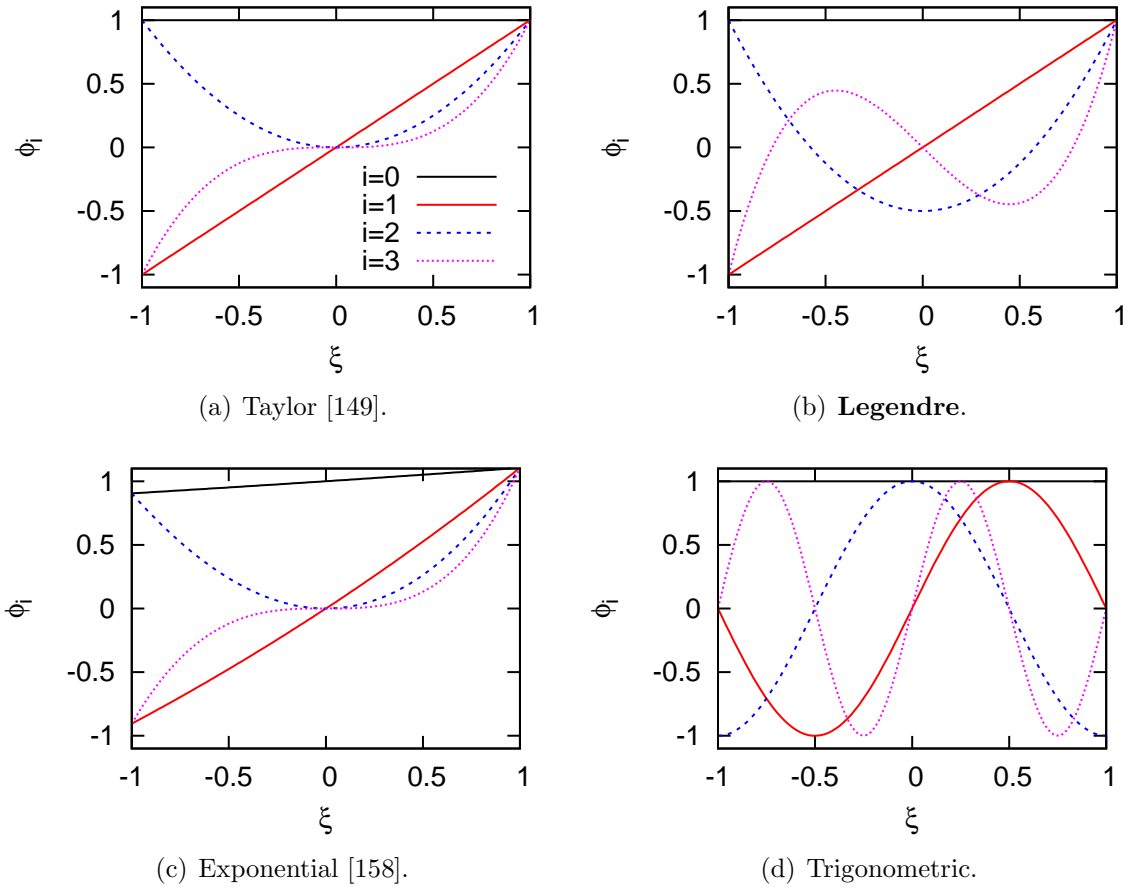 1
0.5
0
-0.5
-1
ϕi
i=0
i=1
i=2
i=3
-1 -0.5 0 0.5 1
ξ
(a) Taylor [149].
1
0.5
0
-0.5
-1
ϕi
-1 -0.5 0 0.5 1
ξ
(b) Legendre.
1
0.5
0
-0.5
-1
ϕi
-1 -0.5 0 0.5 1
ξ
(c) Exponential [158].
1
0.5
0
-0.5
-1
ϕi
-1 -0.5 0 0.5 1
ξ
(d) Trigonometric.